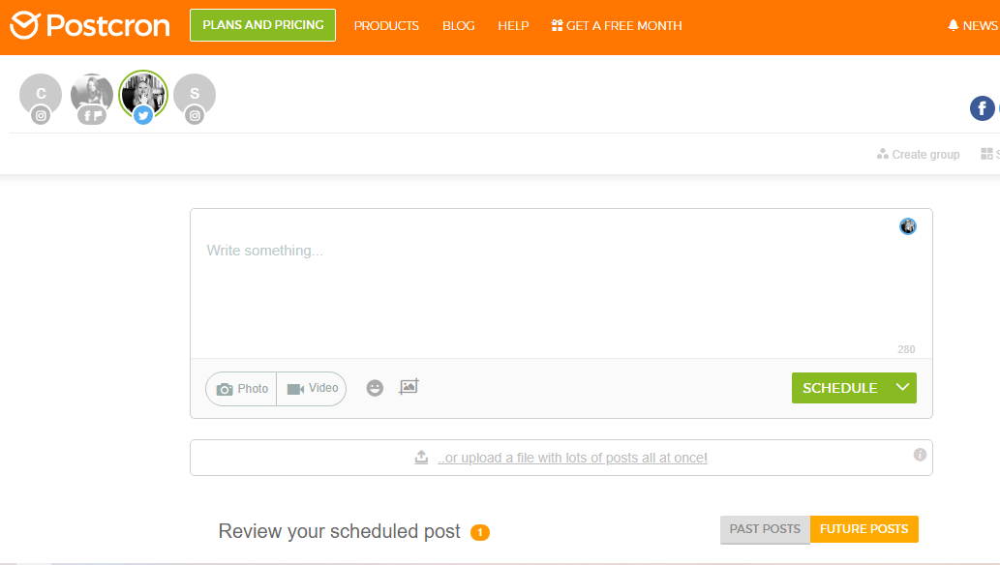 Postcron PLANS AND PRICING PRODUCTS BLOG HELP GET A FREE MONTH NEWS
C S
f f
f
Create group S
Write something...
280
Photo Video SCHEDULE
..or upload a file with lots of posts all at once! i
Review your scheduled post 1 PAST POSTS FUTURE POSTS